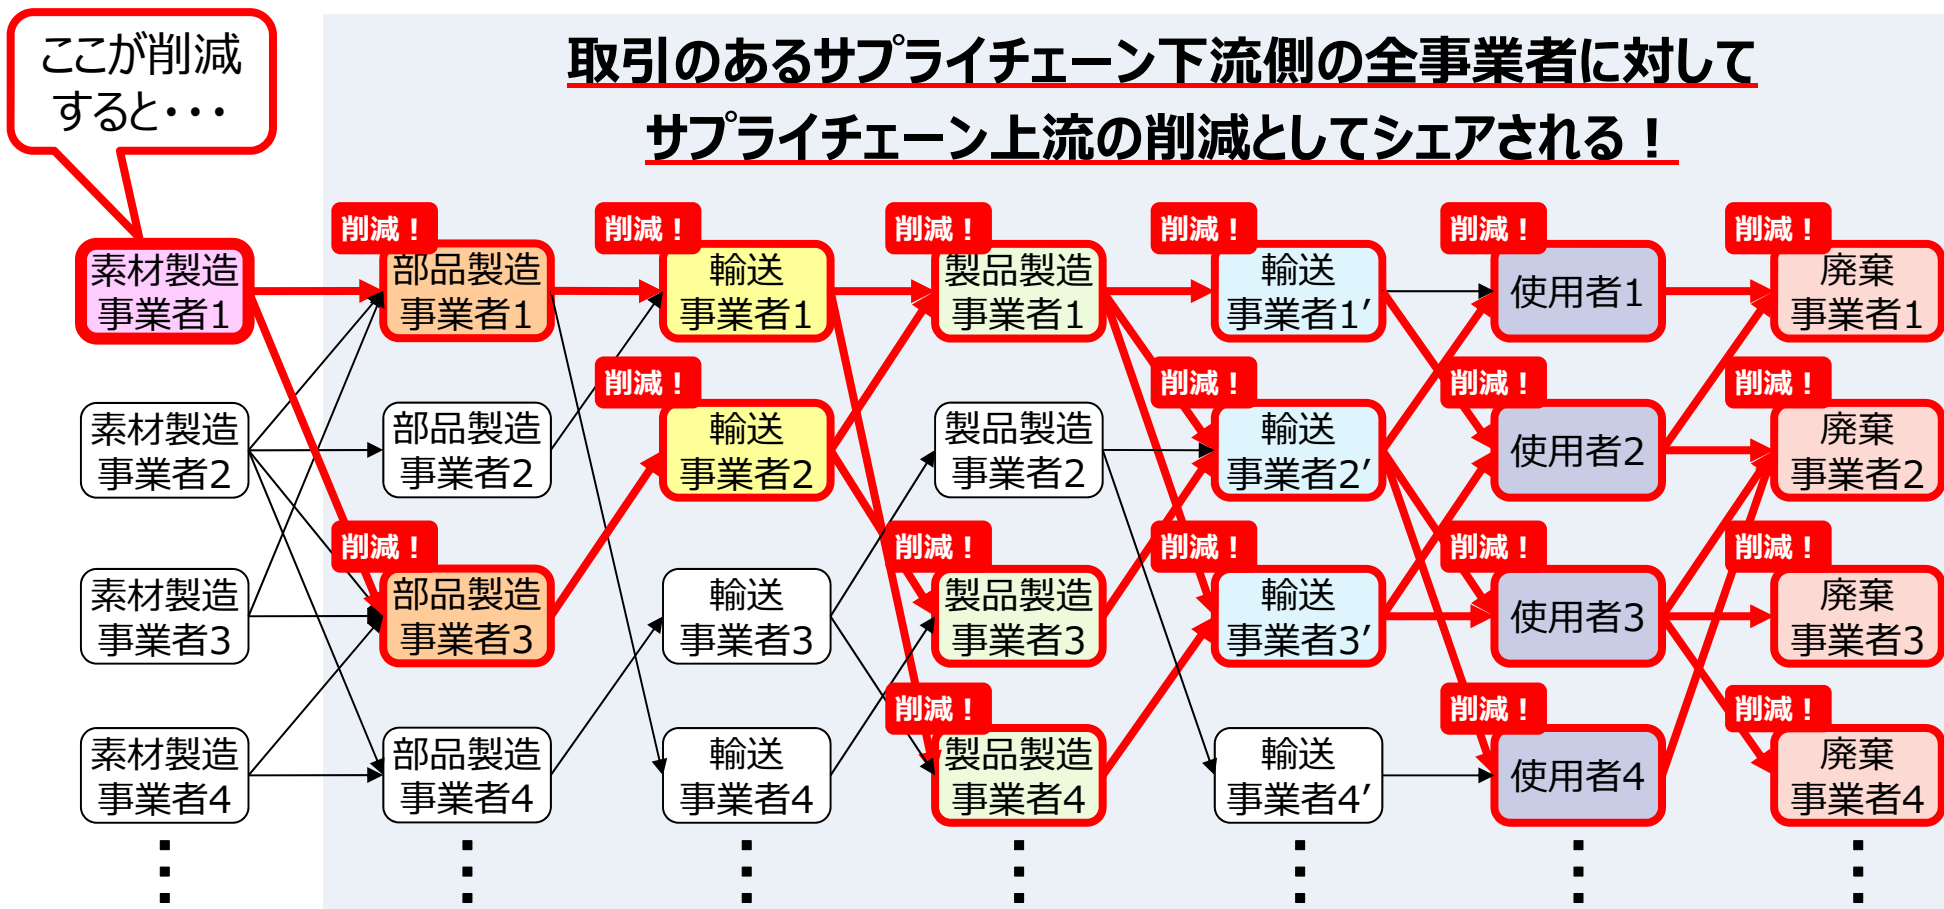 ここが削減
すると・・・
取引のあるサプライチェーン下流側の全事業者に対して
サプライチェーン上流の削減としてシェアされる！
削減！
削減！
削減！
削減！
削減！
削減！
素材製造
事業者1
部品製造
事業者1
輸送
事業者1
製品製造
事業者1
輸送
事業者1′
使用者1
廃棄
事業者1
削減！
削減！
削減！
削減！
素材製造
事業者2
部品製造
事業者2
輸送
事業者2
製品製造
事業者2
輸送
事業者2′
使用者2
廃棄
事業者2
削減！
削減！
削減！
削減！
削減！
素材製造
事業者3
部品製造
事業者3
輸送
事業者3
製品製造
事業者3
輸送
事業者3′
使用者3
廃棄
事業者3
削減！
削減！
削減！
素材製造
事業者4
部品製造
事業者4
輸送
事業者4
製品製造
事業者4
輸送
事業者4′
使用者4
廃棄
事業者4